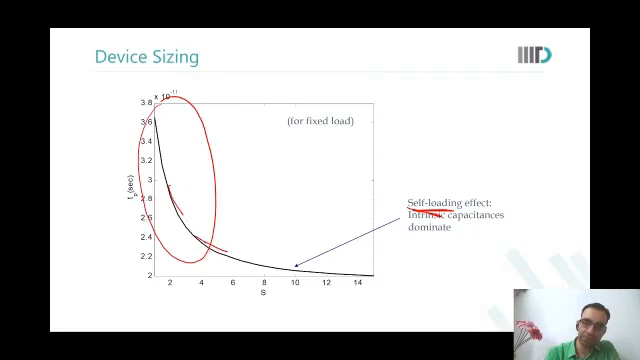 Device Sizing
x 10⁻¹¹
3.8
3.6
3.4
3.2
3
2.8
2.6
2.4
2.2
2
tp(sec)
2
4
6
8
10
12
14
S
(for fixed load)
Self-loading effect:
Intrinsic capacitances
dominate